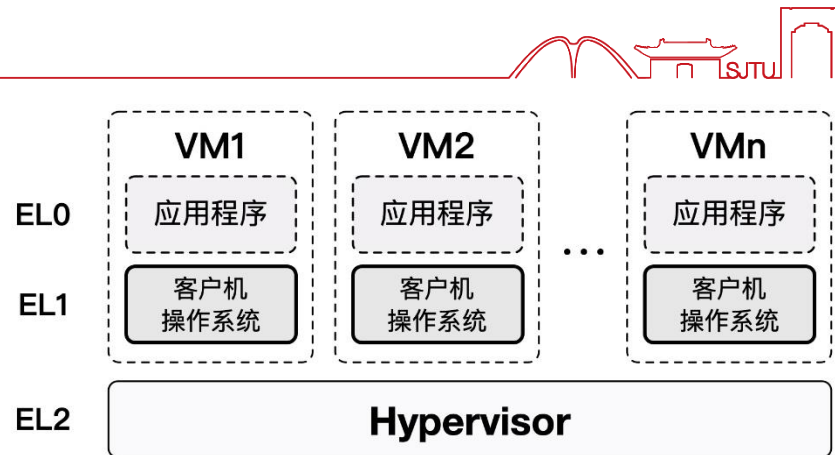 SJTU
VM1 VM2 VMn
EL0 应用程序 应用程序 ... 应用程序
EL1 客户机 客户机 客户机
操作系统 操作系统 操作系统
EL2 Hypervisor